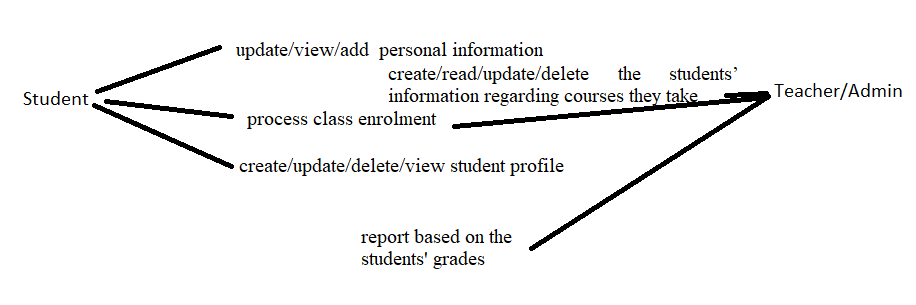 update/view/add personal information
create/read/update/delete the students'
information regarding courses they take
Teacher/Admin
Student
process class enrolment
create/update/delete/view student profile
report based on the
students' grades